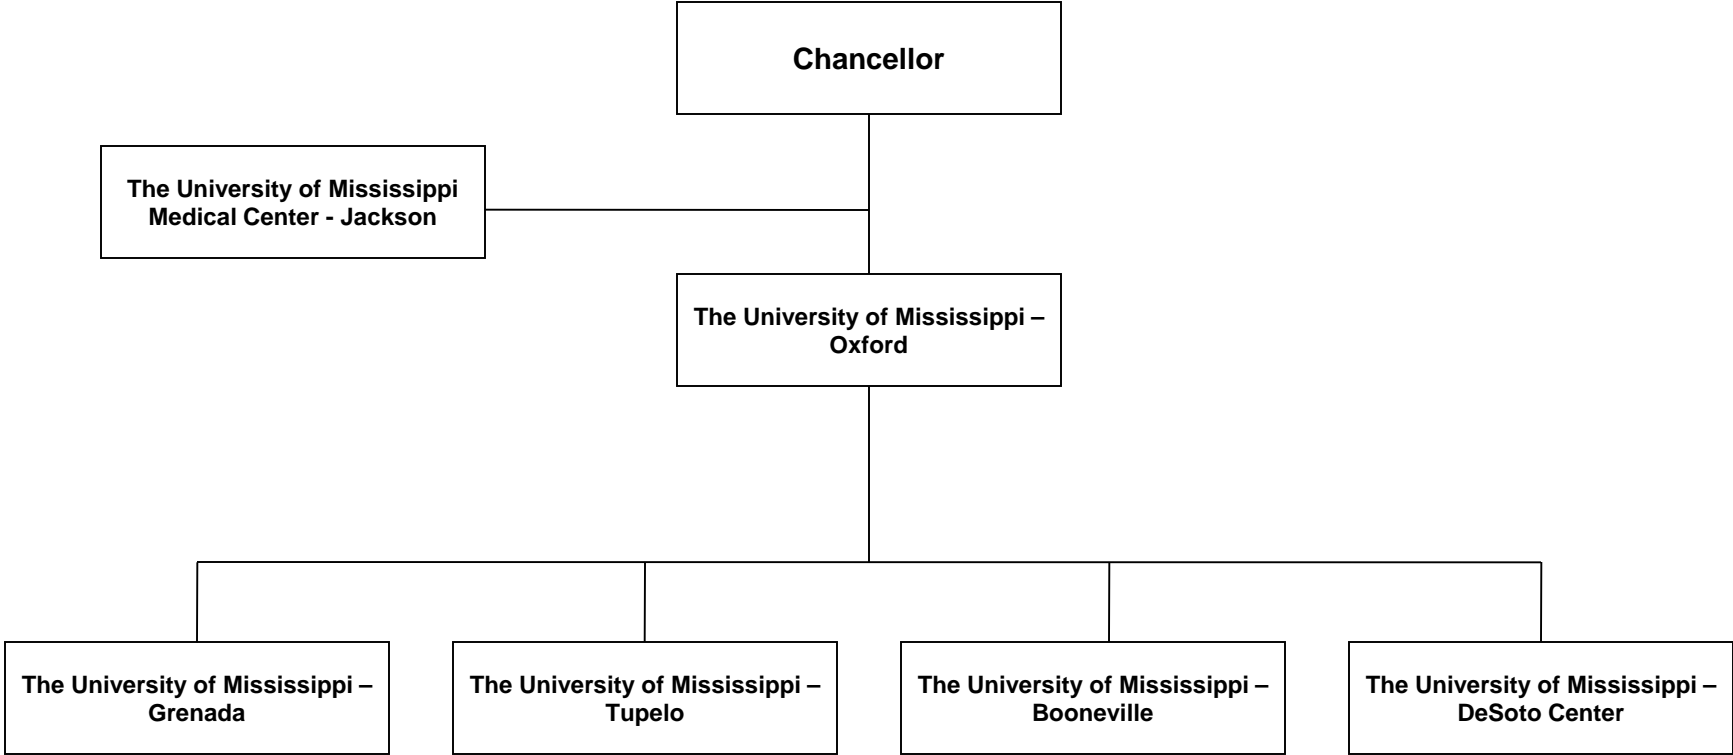 Chancellor
The University of Mississippi
Medical Center - Jackson
The University of Mississippi –
Oxford
The University of Mississippi –
Grenada
The University of Mississippi –
Tupelo
The University of Mississippi –
Booneville
The University of Mississippi –
DeSoto Center